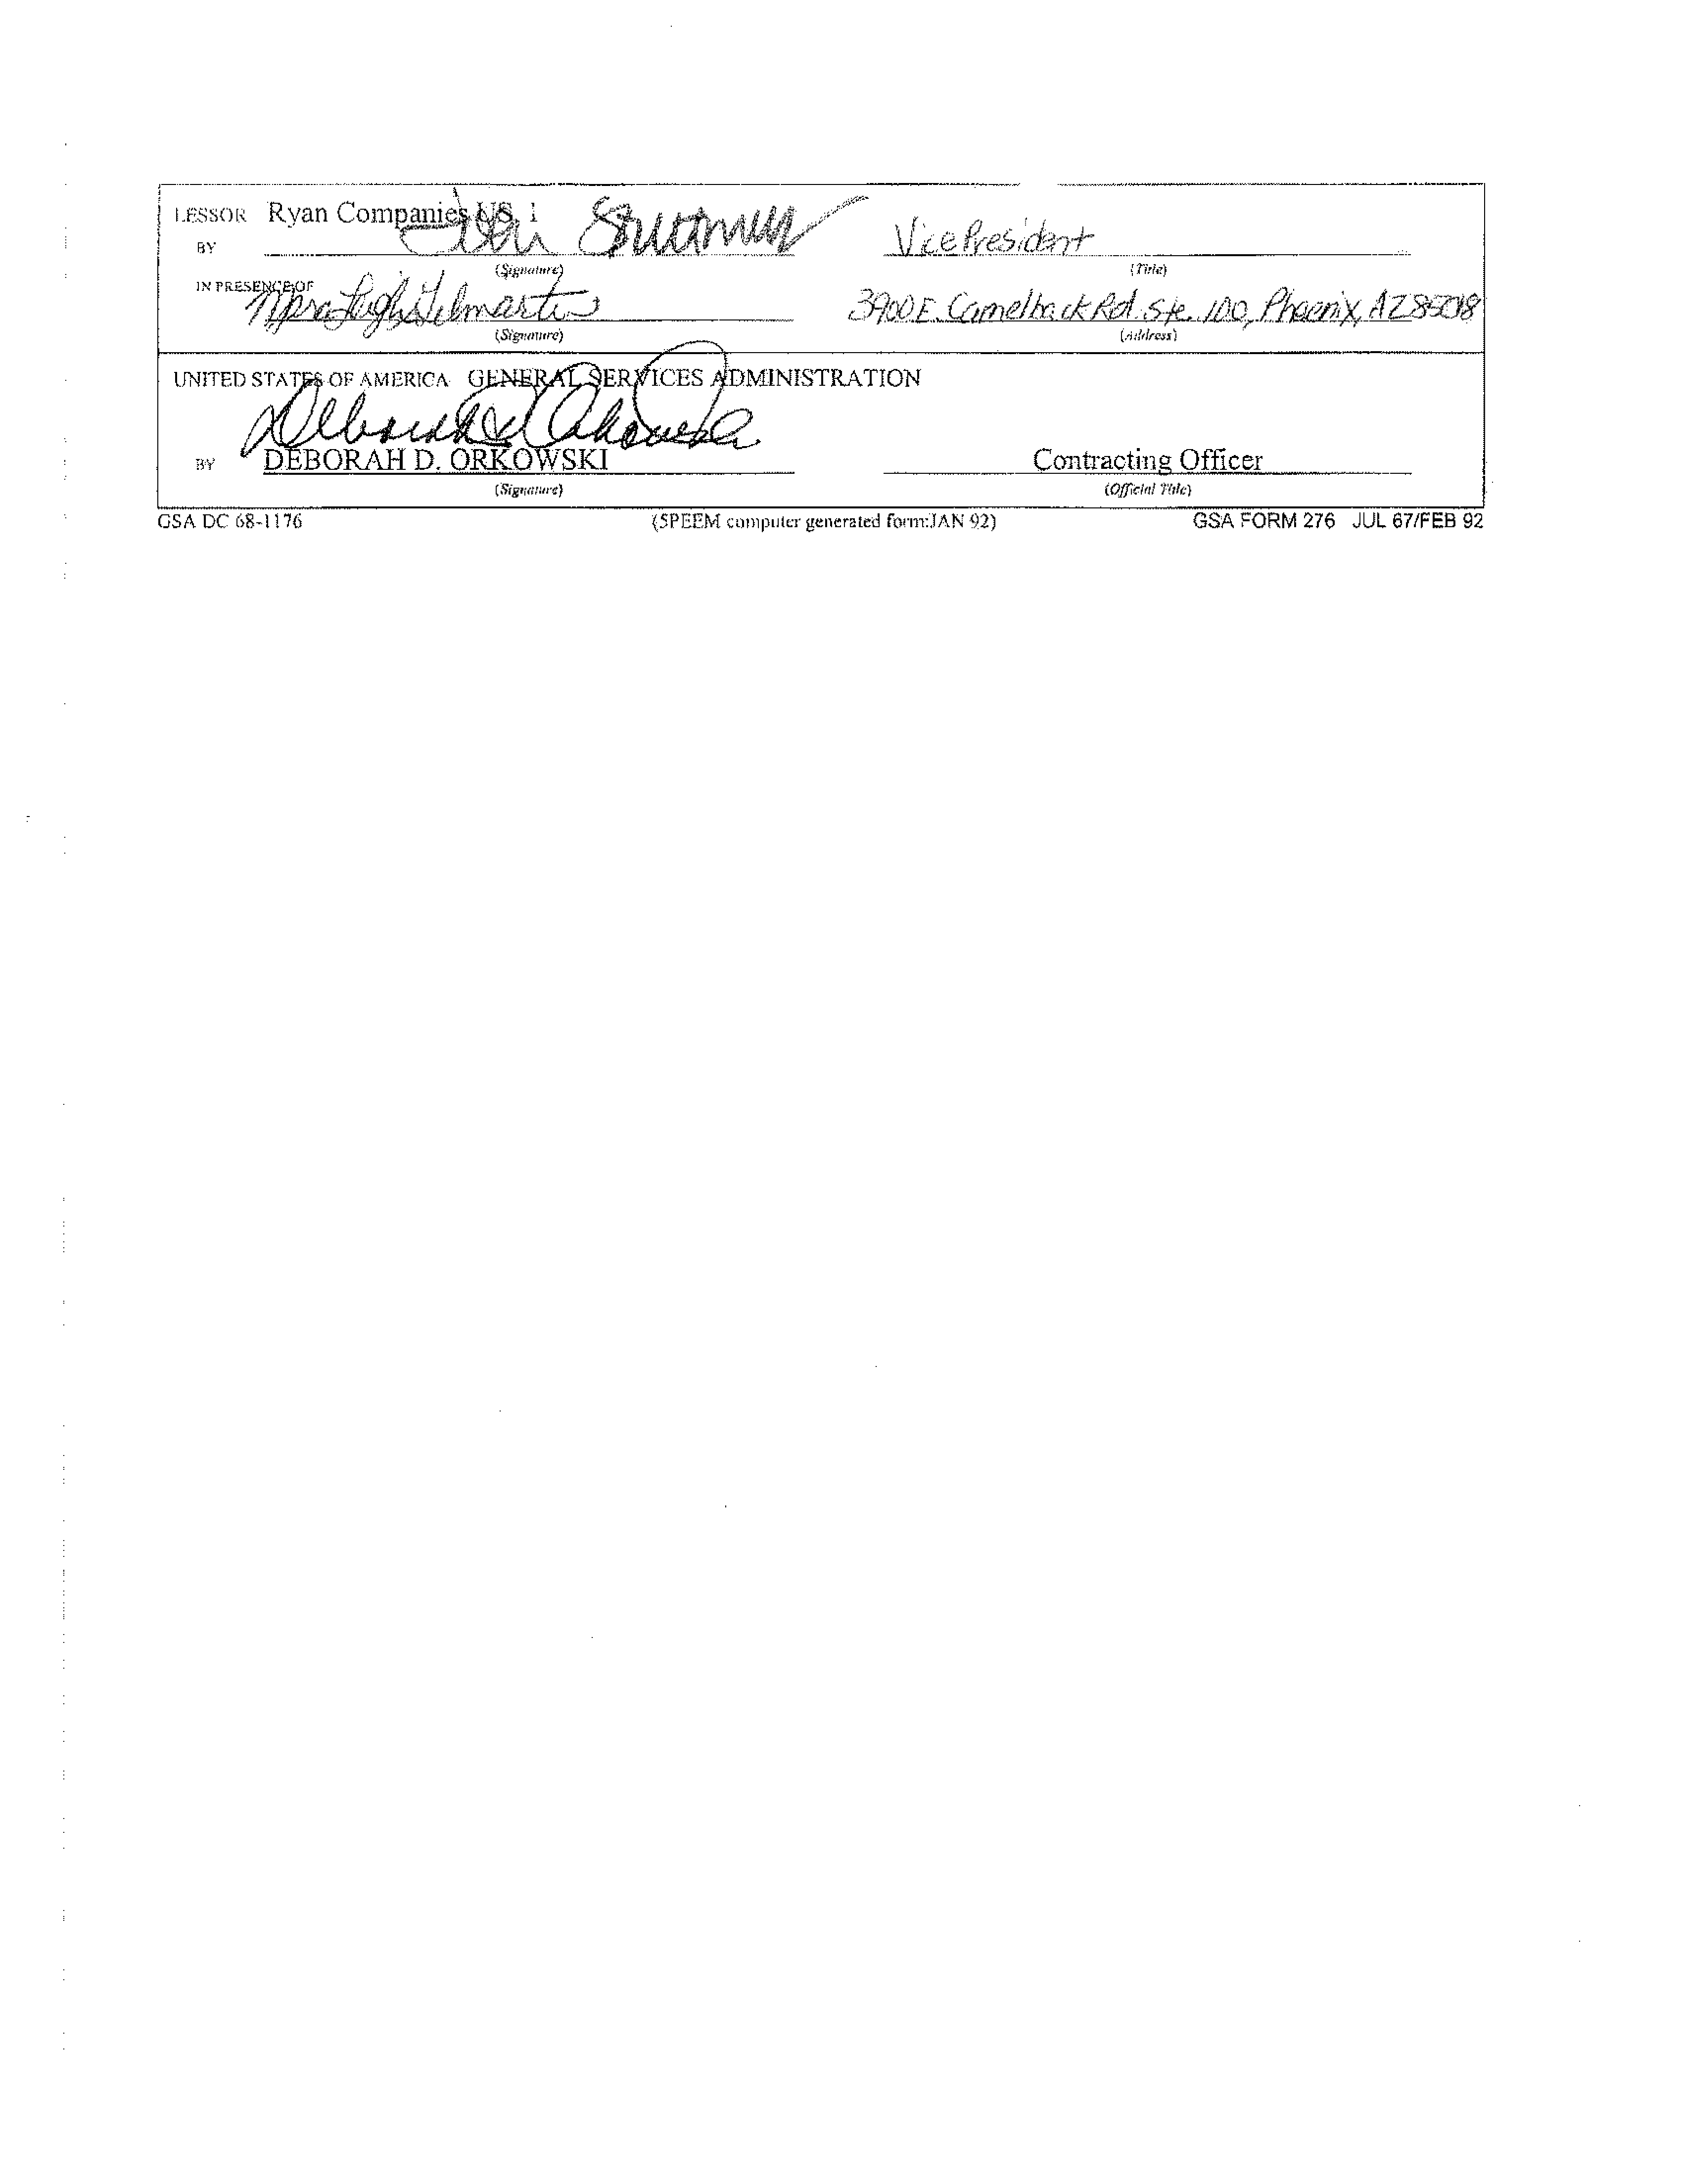 LESSOR Ryan Companies US, I
BY Vice President
(Signature) (Title)
IN PRESENCE OF
3900 E. Camelback Rd. Ste. 100, Phoenix, AZ 85018
(Signature) (Address)
UNITED STATES OF AMERICA GENERAL SERVICES ADMINISTRATION
BY DEBORAH D. ORKOWSKI Contracting Officer
(Signature) (Official Title)
GSA DC 68-1176 (5PEEM computer generated form:JAN 92) GSA FORM 276 JUL 67/FEB 92